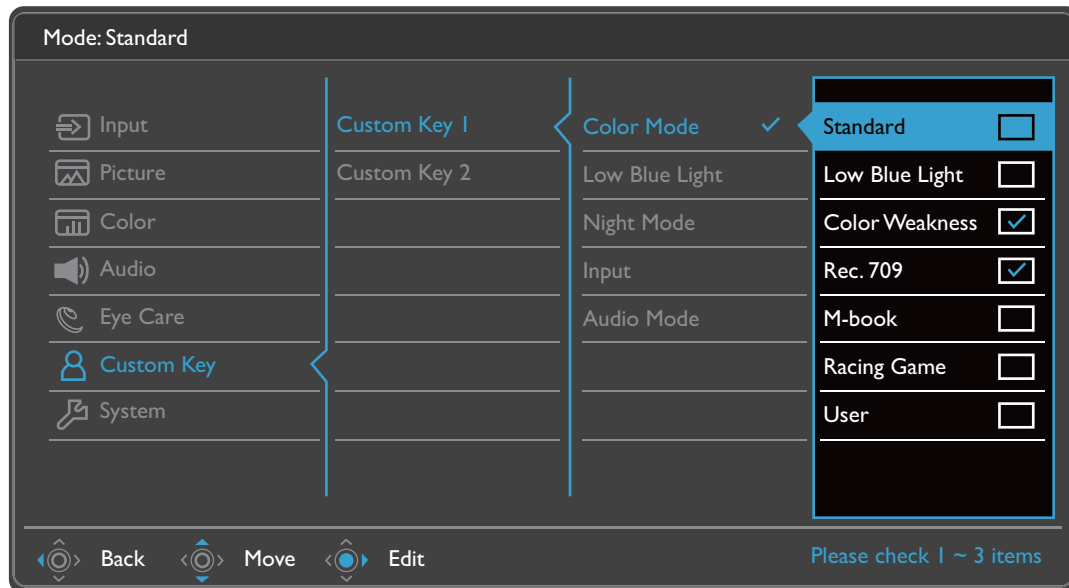 Mode: Standard
Input
Picture
Color
Audio
Eye Care
Custom Key
System
Custom Key 1
Custom Key 2
Color Mode
Low Blue Light
Night Mode
Input
Audio Mode
Standard
Low Blue Light
Color Weakness
Rec. 709
M-book
Racing Game
User
Back Move Edit
Please check 1 ~ 3 items